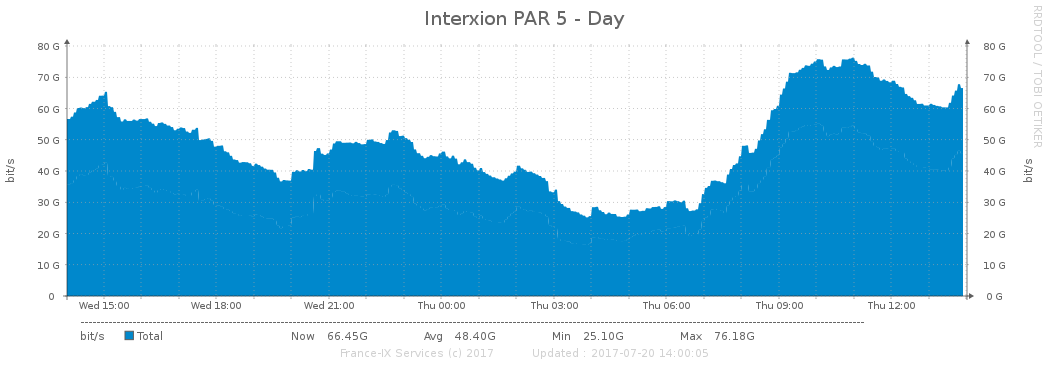 Interxion PAR 5 - Day
RRDTOOL / TOBI OETIKER
80 G 80 G
70 G 70 G
60 G 60 G
50 G 50 G
40 G 40 G
30 G 30 G
20 G 20 G
10 G 10 G
0 0 G
bit/s bit/s
Wed 15:00 Wed 18:00 Wed 21:00 Thu 00:00 Thu 03:00 Thu 06:00 Thu 09:00 Thu 12:00
bit/s Total Now 66.45G Avg 48.40G Min 25.10G Max 76.18G
France-IX Services (c) 2017 Updated : 2017-07-20 14:00:05